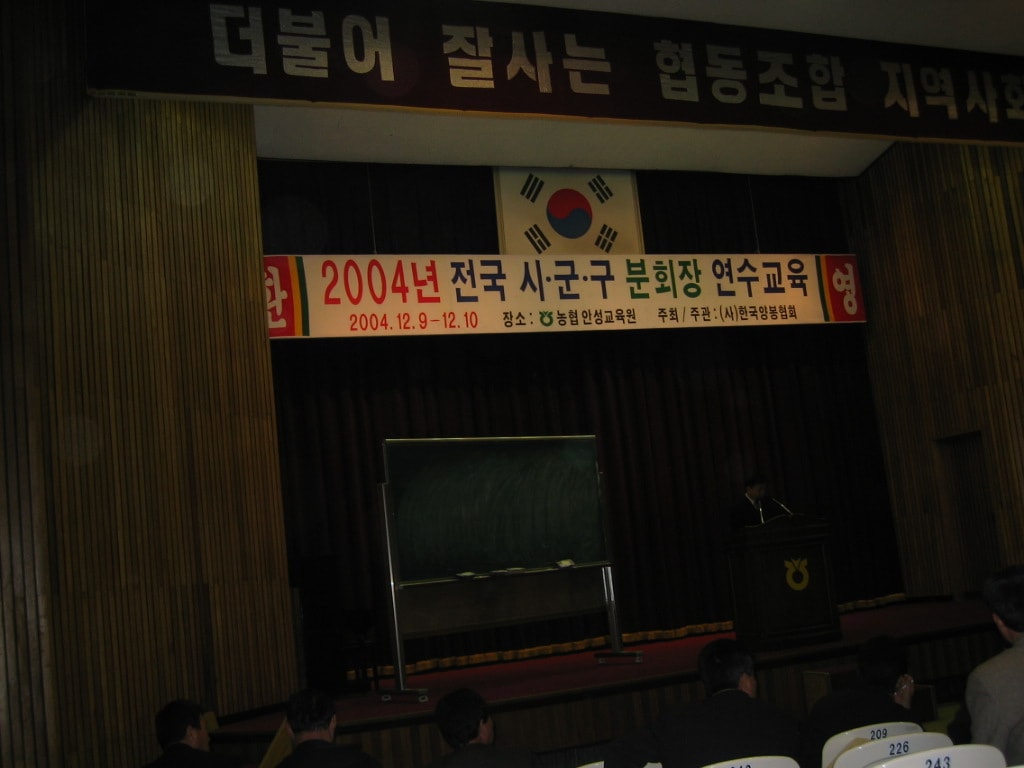 더불어 잘사는 협동조합 지역사회
환 2004년 전국 시·군·구 분회장 연수교육 영
2004.12.9-12.10 장소: 농협안성교육원 주최/주관:(사)한국양봉협회
209
226
243